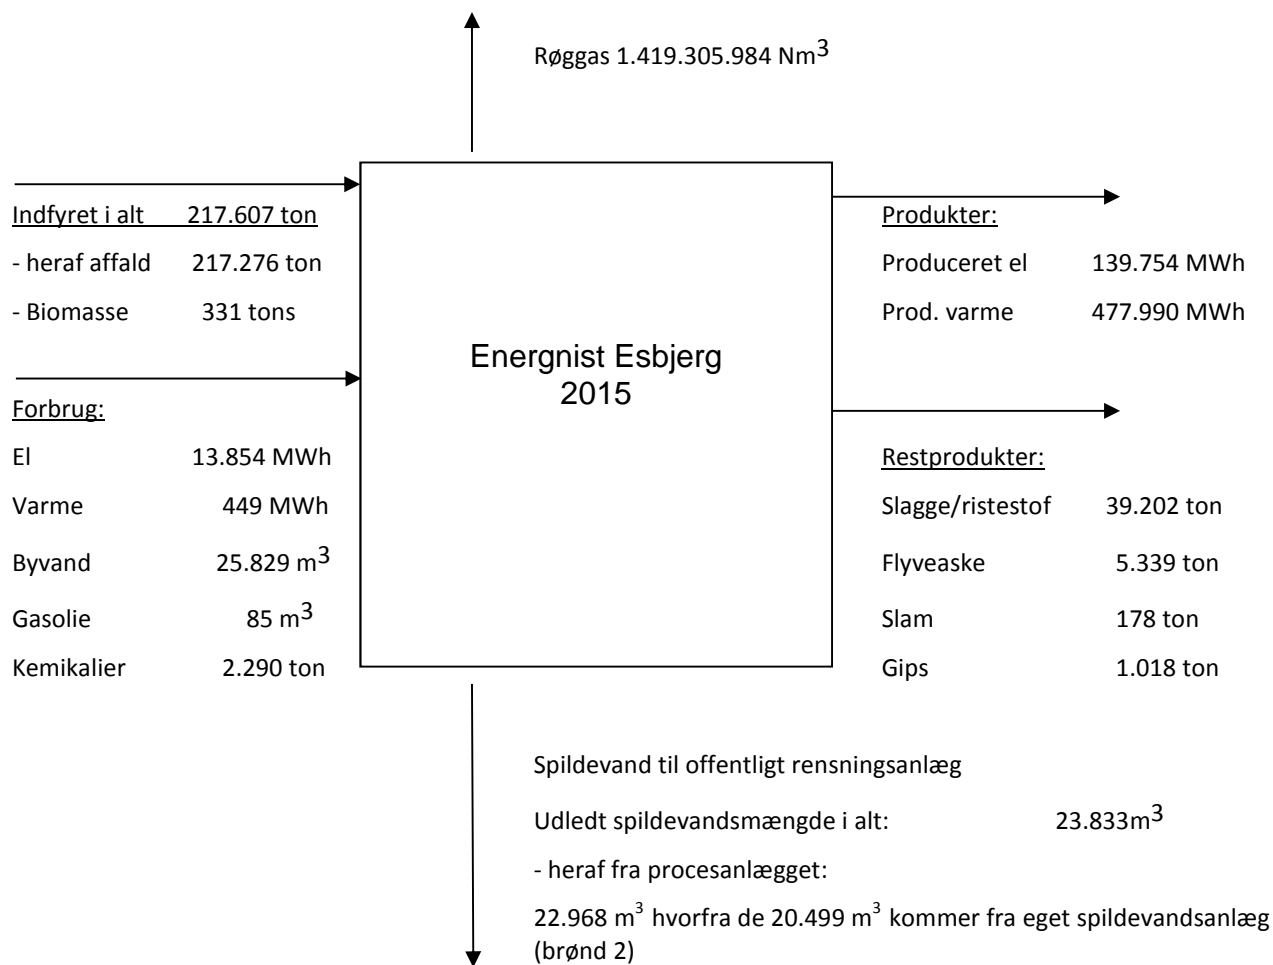 Røggas 1.419.305.984 Nm³
Indfyret i alt 217.607 ton
- heraf affald 217.276 ton
- Biomasse 331 tons
Forbrug:
El 13.854 MWh
Varme 449 MWh
Byvand 25.829 m³
Gasolie 85 m³
Kemikalier 2.290 ton
Energnist Esbjerg
2015
Produkter:
Produceret el 139.754 MWh
Prod. varme 477.990 MWh
Restprodukter:
Slagge/ristestof 39.202 ton
Flyveaske 5.339 ton
Slam 178 ton
Gips 1.018 ton
Spildevand til offentligt rensningsanlæg
Udledt spildevandsmængde i alt: 23.833m³
- heraf fra procesanlægget:
22.968 m³ hvorfra de 20.499 m³ kommer fra eget spildevandsanlæg
(brønd 2)